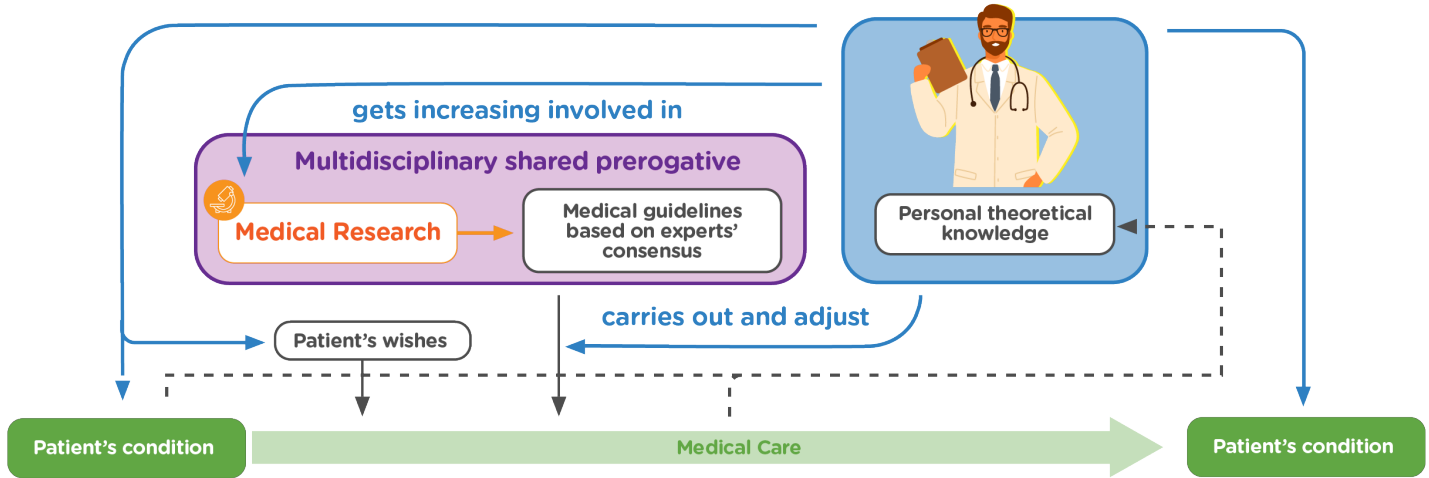 gets increasing involved in
Multidisciplinary shared prerogative
Medical Research
Medical guidelines
based on experts’
consensus
Personal theoretical
knowledge
carries out and adjust
Patient’s wishes
Patient’s condition
Medical Care
Patient’s condition